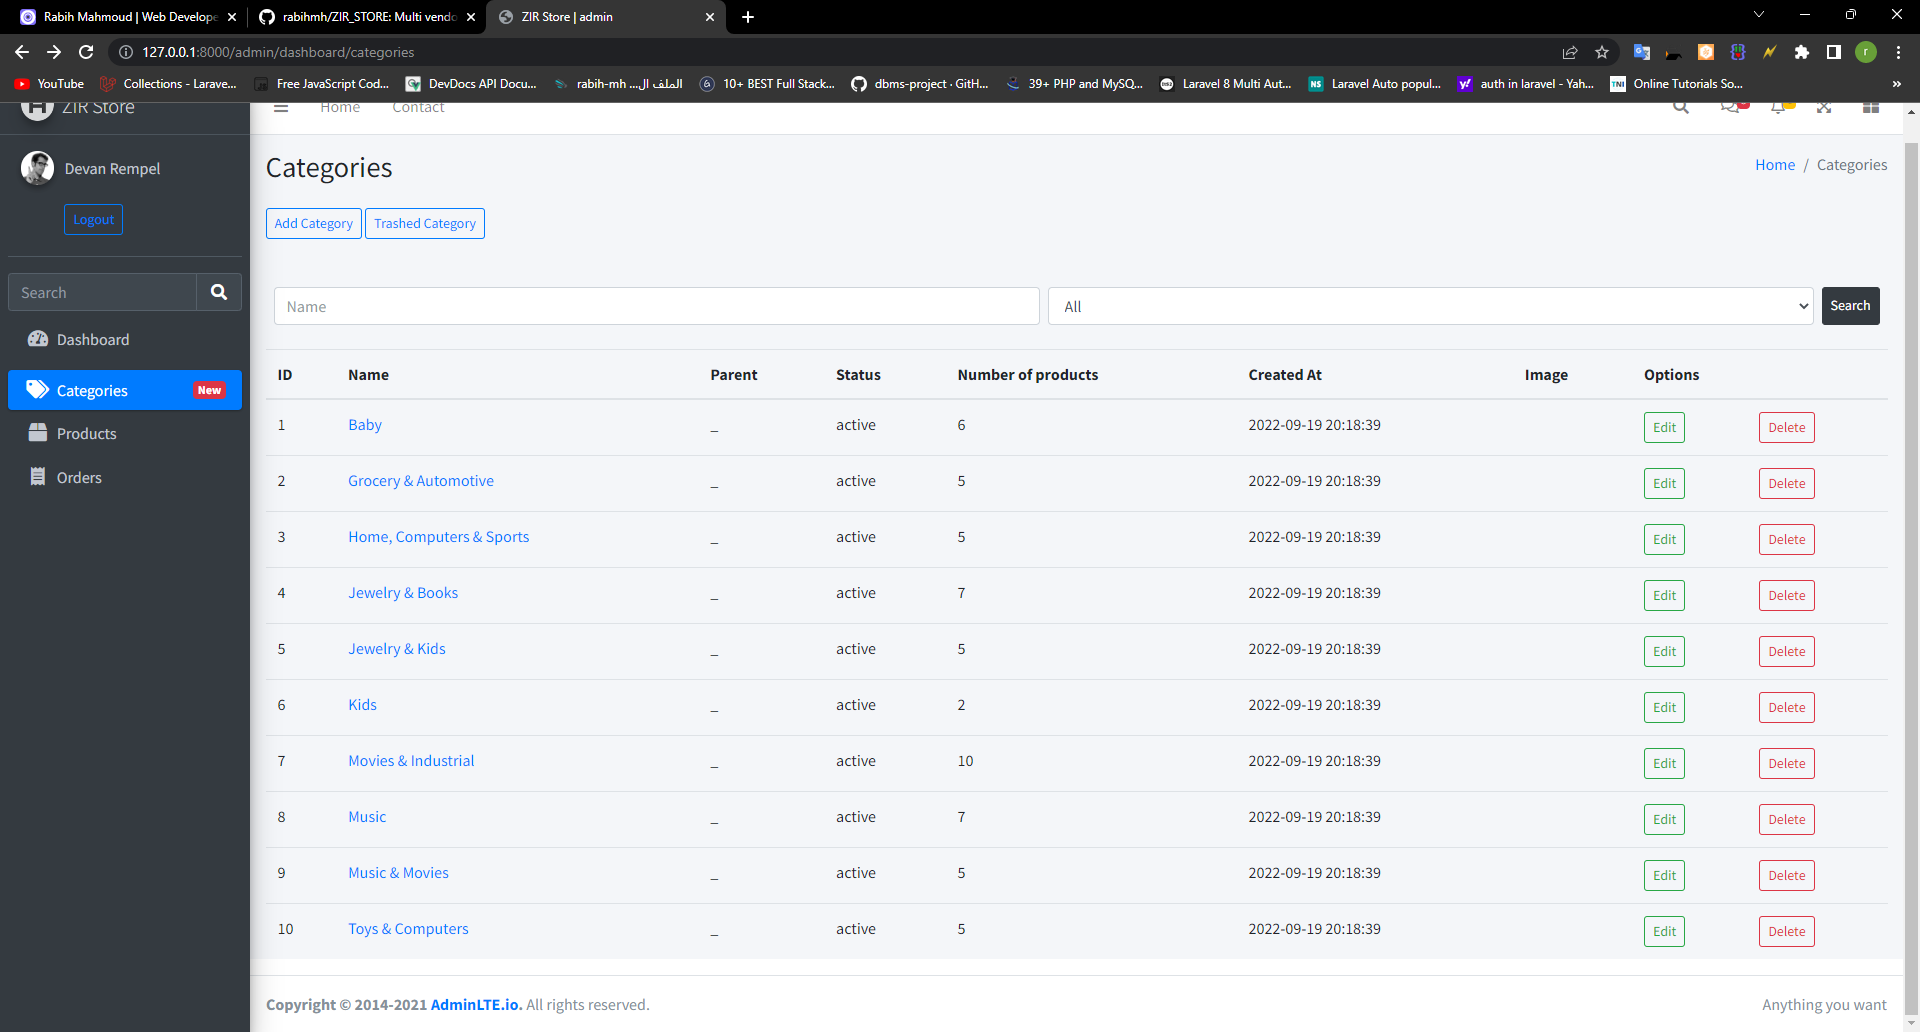 Rabih Mahmoud | Web Develope
rabihmh/ZIR_STORE: Multi vendo
ZIR Store | admin
127.0.0.1:8000/admin/dashboard/categories
r
YouTube
Collections - Larave...
Free JavaScript Cod...
DevDocs API Docu...
rabih-mh ...الملف ال
10+ BEST Full Stack...
dbms-project · GitH...
39+ PHP and MySQ...
Laravel 8 Multi Aut...
Laravel Auto popul...
auth in laravel - Yah...
Online Tutorials So...
»
ZIR Store
Home
Contact
Devan Rempel
Logout
Search
Dashboard
Categories New
Products
Orders
Categories
Home / Categories
Add Category
Trashed Category
Name
All
Search
ID Name Parent Status Number of products Created At Image Options
1 Baby _ active 6 2022-09-19 20:18:39 Edit Delete
2 Grocery & Automotive _ active 5 2022-09-19 20:18:39 Edit Delete
3 Home, Computers & Sports _ active 5 2022-09-19 20:18:39 Edit Delete
4 Jewelry & Books _ active 7 2022-09-19 20:18:39 Edit Delete
5 Jewelry & Kids _ active 5 2022-09-19 20:18:39 Edit Delete
6 Kids _ active 2 2022-09-19 20:18:39 Edit Delete
7 Movies & Industrial _ active 10 2022-09-19 20:18:39 Edit Delete
8 Music _ active 7 2022-09-19 20:18:39 Edit Delete
9 Music & Movies _ active 5 2022-09-19 20:18:39 Edit Delete
10 Toys & Computers _ active 5 2022-09-19 20:18:39 Edit Delete
Copyright © 2014-2021 AdminLTE.io. All rights reserved.
Anything you want